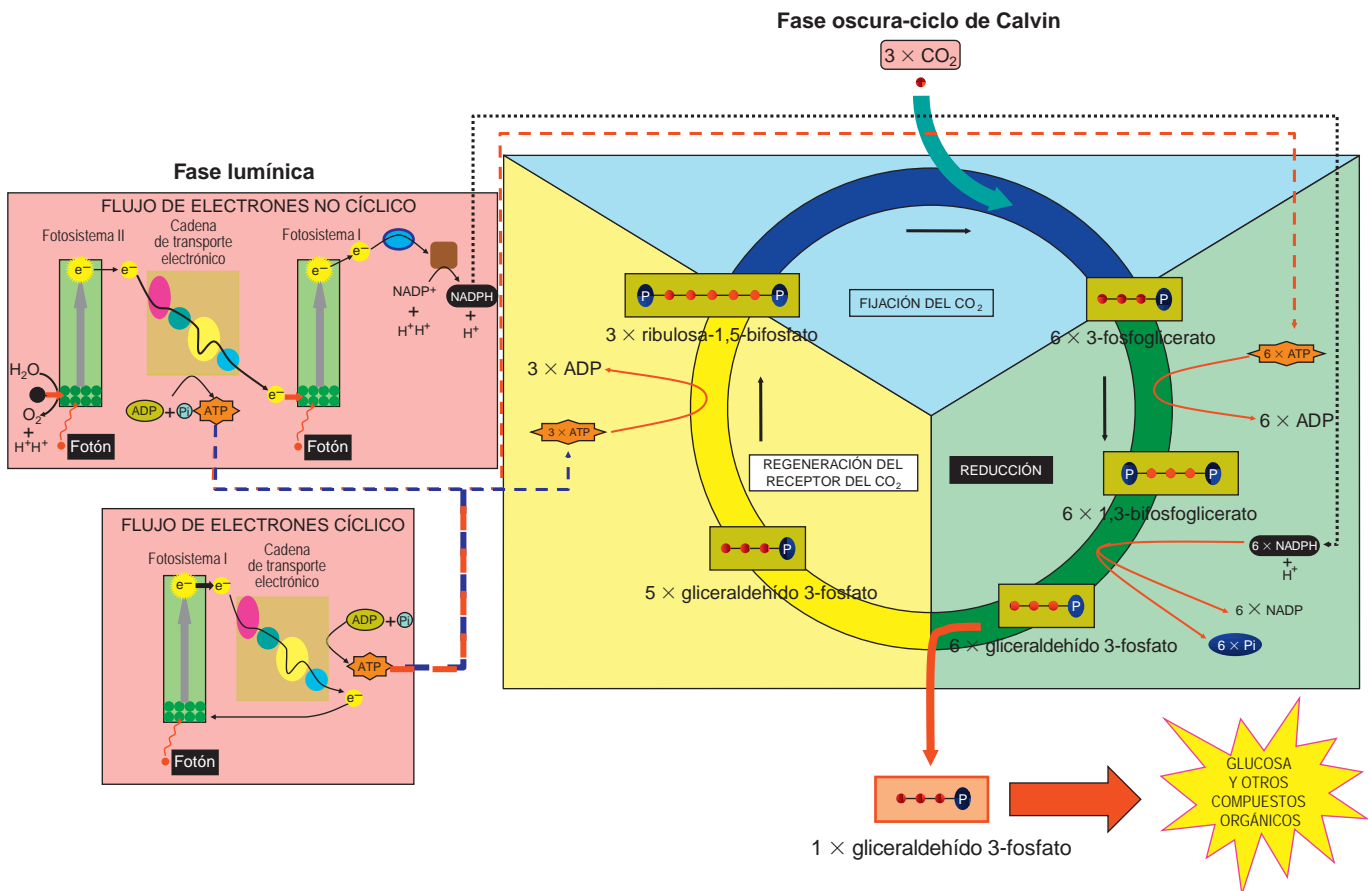 Fase oscura-ciclo de Calvin
3 × CO₂
Fase lumínica
FLUJO DE ELECTRONES NO CÍCLICO
Fotosistema II
Cadena
de transporte
electrónico
Fotosistema I
e–
e–
e–
e–
e–
NADP+
+
H+H+
NADPH
+
H+
H₂O
O₂
+
H+H+
ADP
+
Pi
ATP
Fotón
Fotón
FLUJO DE ELECTRONES CÍCLICO
Fotosistema I
Cadena
de transporte
electrónico
e–
e–
ADP
+
Pi
ATP
e–
Fotón
P
P
3 × ribulosa-1,5-bifosfato
FIJACIÓN DEL CO₂
P
6 × 3-fosfoglicerato
3 × ADP
3 × ATP
6 × ATP
6 × ADP
REGENERACIÓN DEL
RECEPTOR DEL CO₂
REDUCCIÓN
P
P
6 × 1,3-bifosfoglicerato
6 × NADPH
+
H+
6 × NADP
6 × Pi
P
5 × gliceraldehído 3-fosfato
P
6 × gliceraldehído 3-fosfato
P
1 × gliceraldehído 3-fosfato
GLUCOSA
Y OTROS
COMPUESTOS
ORGÁNICOS